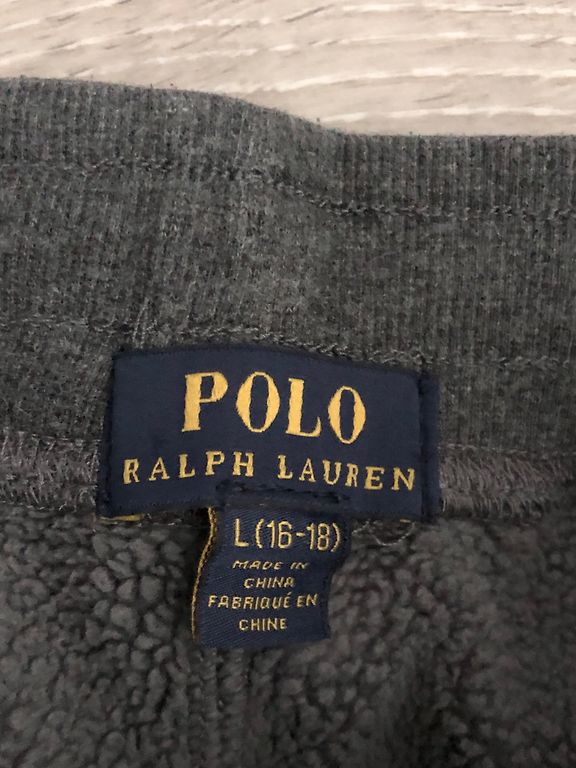 POLO
RALPH LAUREN
L (16-18)
MADE IN
CHINA
FABRIQUÉ EN
CHINE